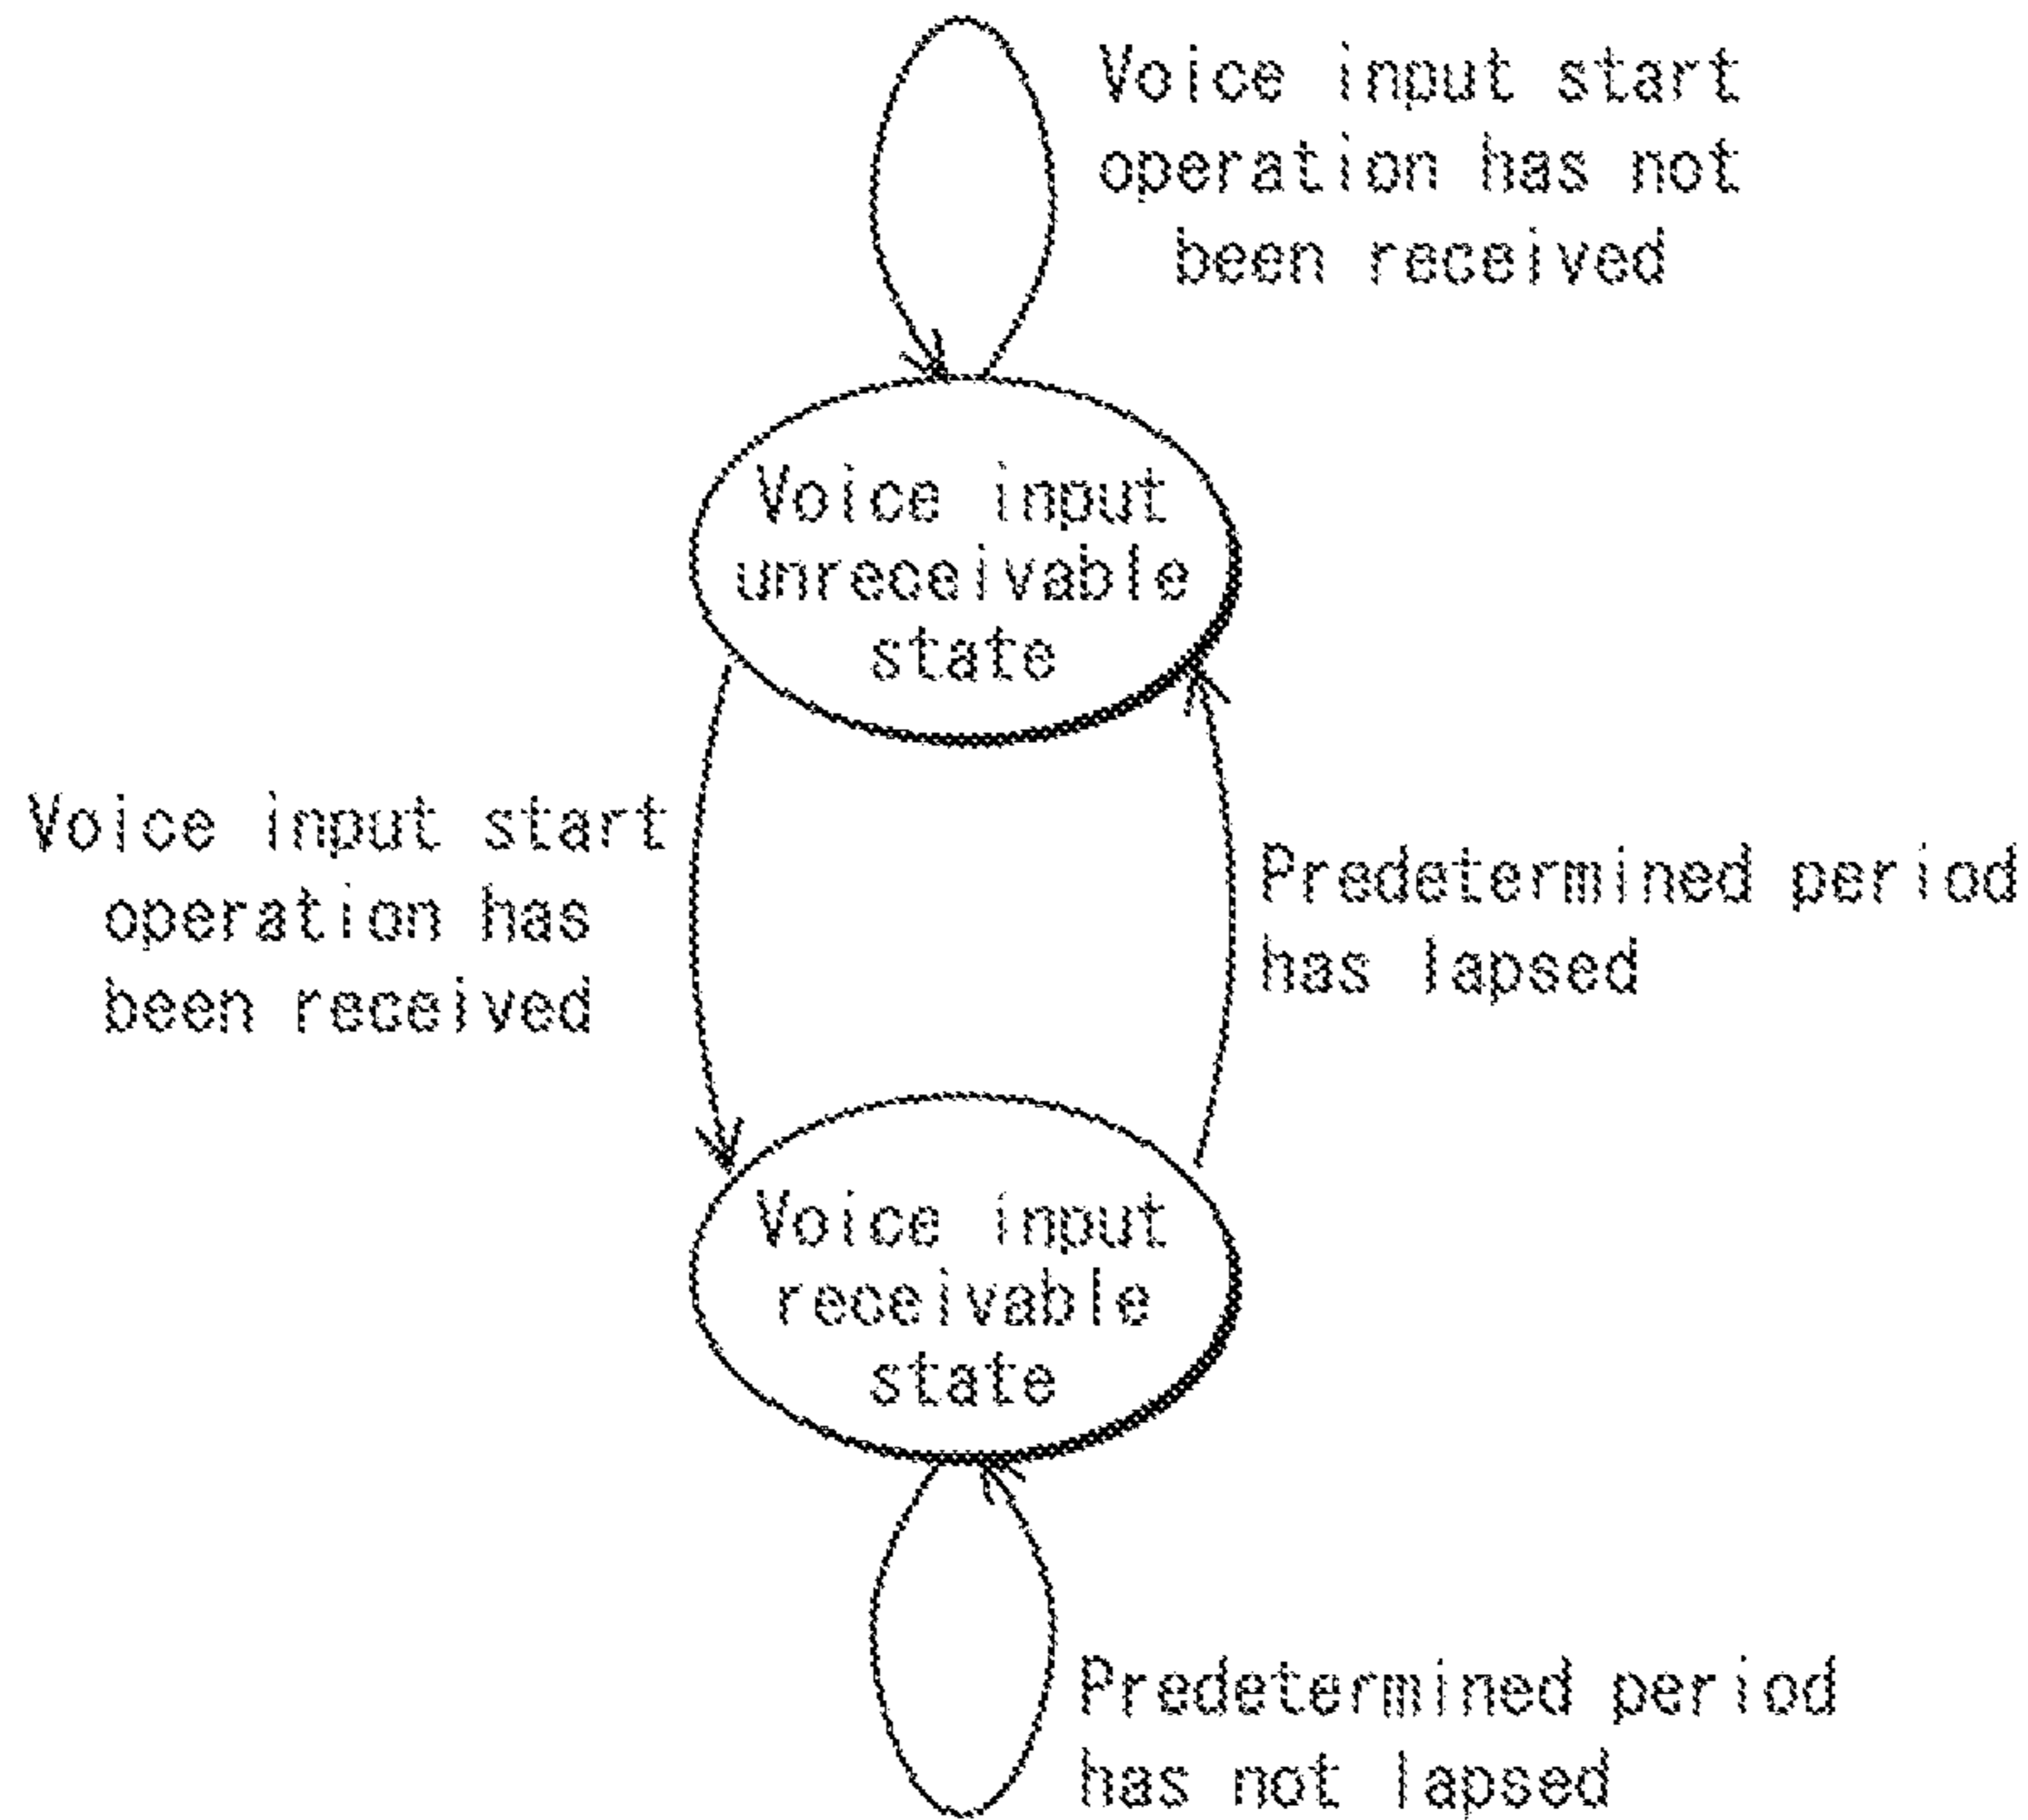 Voice input start
operation has not
been received
Voice input
unreceivable
state
Voice input start
operation has
been received
Predetermined period
has lapsed
Voice input
receivable
state
Predetermined period
has not lapsed